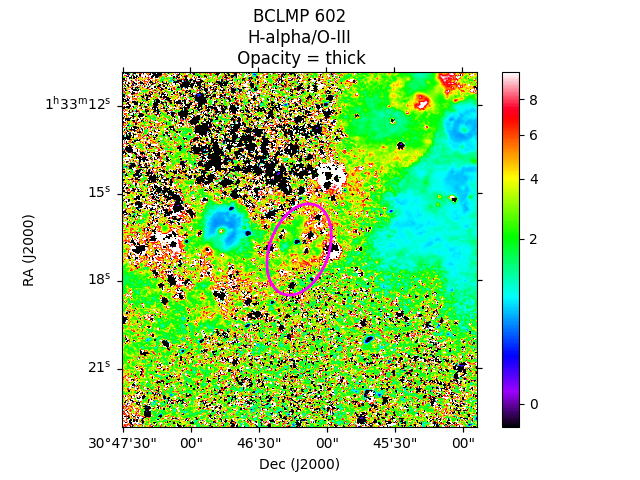 BCLMP 602
H-alpha/O-III
Opacity = thick
1ʰ33ᵐ12ˢ
15ˢ
18ˢ
21ˢ
RA (J2000)
30°47'30" 00" 46'30" 00" 45'30" 00"
Dec (J2000)
8
6
4
2
0